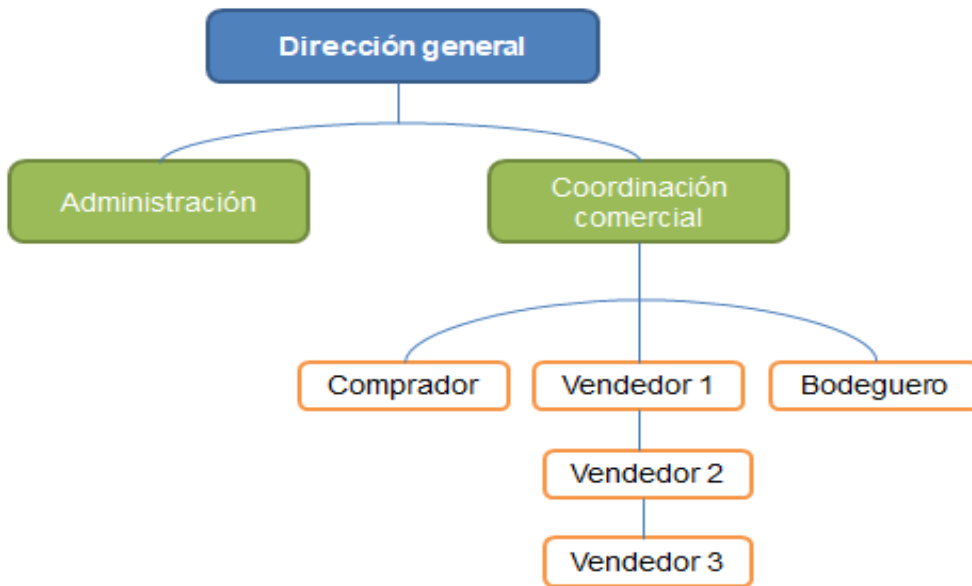 Dirección general
Administración
Coordinación
comercial
Comprador
Vendedor 1
Bodeguero
Vendedor 2
Vendedor 3